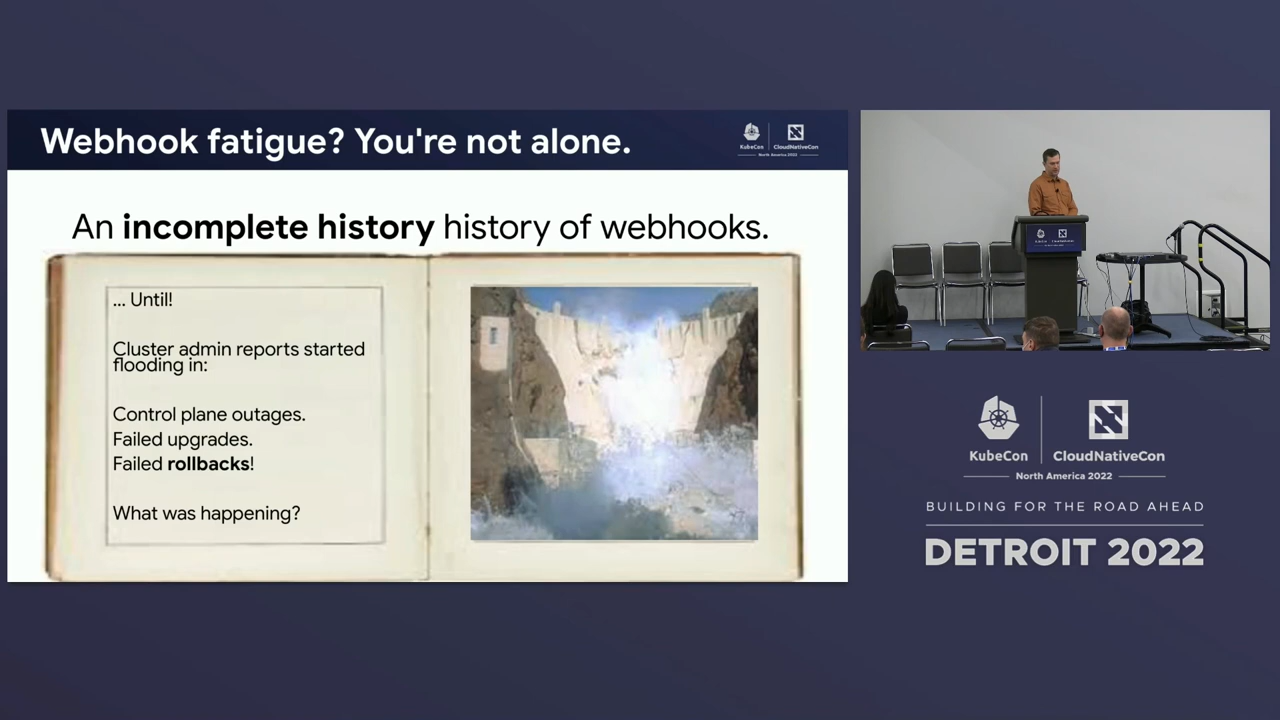 Webhook fatigue? You're not alone.
KubeCon
CloudNativeCon
North America 2022
An incomplete history history of webhooks.
... Until!
Cluster admin reports started
flooding in:
Control plane outages.
Failed upgrades.
Failed rollbacks!
What was happening?
KubeCon
CloudNativeCon
North America 2022
BUILDING FOR THE ROAD AHEAD
DETROIT 2022